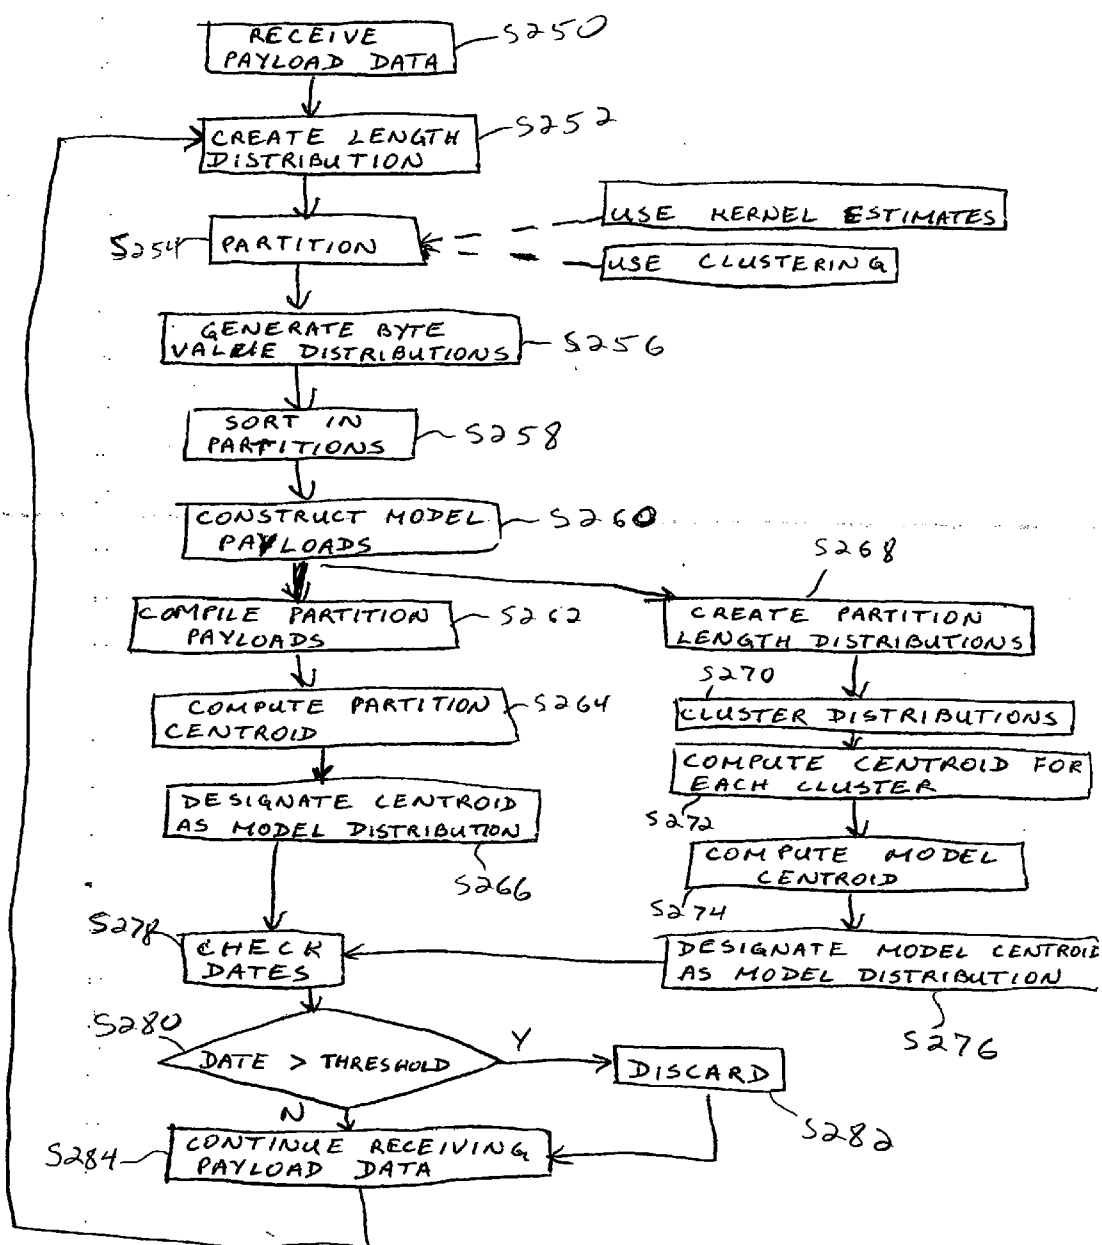 RECEIVE
PAYLOAD DATA
S250
CREATE LENGTH
DISTRIBUTION
S252
S254
PARTITION
USE KERNEL ESTIMATES
USE CLUSTERING
GENERATE BYTE
VALUE DISTRIBUTIONS
S256
SORT IN
PARTITIONS
S258
CONSTRUCT MODEL
PAYLOADS
S260
COMPILE PARTITION
PAYLOADS
S262
S268
CREATE PARTITION
LENGTH DISTRIBUTIONS
COMPUTE PARTITION
CENTROID
S264
S270
CLUSTER DISTRIBUTIONS
COMPUTE CENTROID FOR
EACH CLUSTER
S272
DESIGNATE CENTROID
AS MODEL DISTRIBUTION
S266
COMPUTE MODEL
CENTROID
S274
S278
CHECK
DATES
DESIGNATE MODEL CENTROID
AS MODEL DISTRIBUTION
S276
S280
DATE > THRESHOLD
Y
DISCARD
S282
N
S284
CONTINUE RECEIVING
PAYLOAD DATA